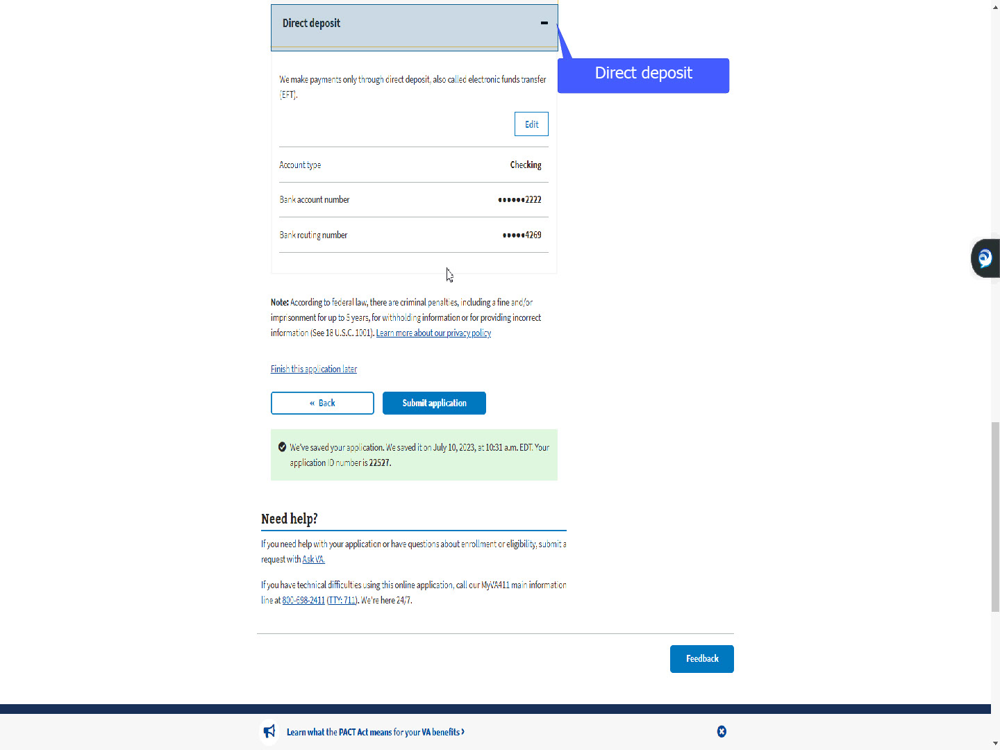 Direct deposit
Direct deposit
We make payments only through direct deposit, also called electronic funds transfer
(EFT).
Edit
Account type Checking
Bank account number ●●●●●●2222
Bank routing number ●●●●●4269
Note: According to federal law, there are criminal penalties, including a fine and/or
imprisonment for up to 5 years, for withholding information or for providing incorrect
information (See 18 U.S.C. 1001). Learn more about our privacy policy
Finish this application later
« Back
Submit application
We've saved your application. We saved it on July 10, 2023, at 10:31 a.m. EDT. Your
application ID number is 22527.
Need help?
If you need help with your application or have questions about enrollment or eligibility, submit a
request with Ask VA.
If you have technical difficulties using this online application, call our MyVA411 main information
line at 800-698-2411 (TTY: 711). We're here 24/7.
Feedback
Learn what the PACT Act means for your VA benefits ›